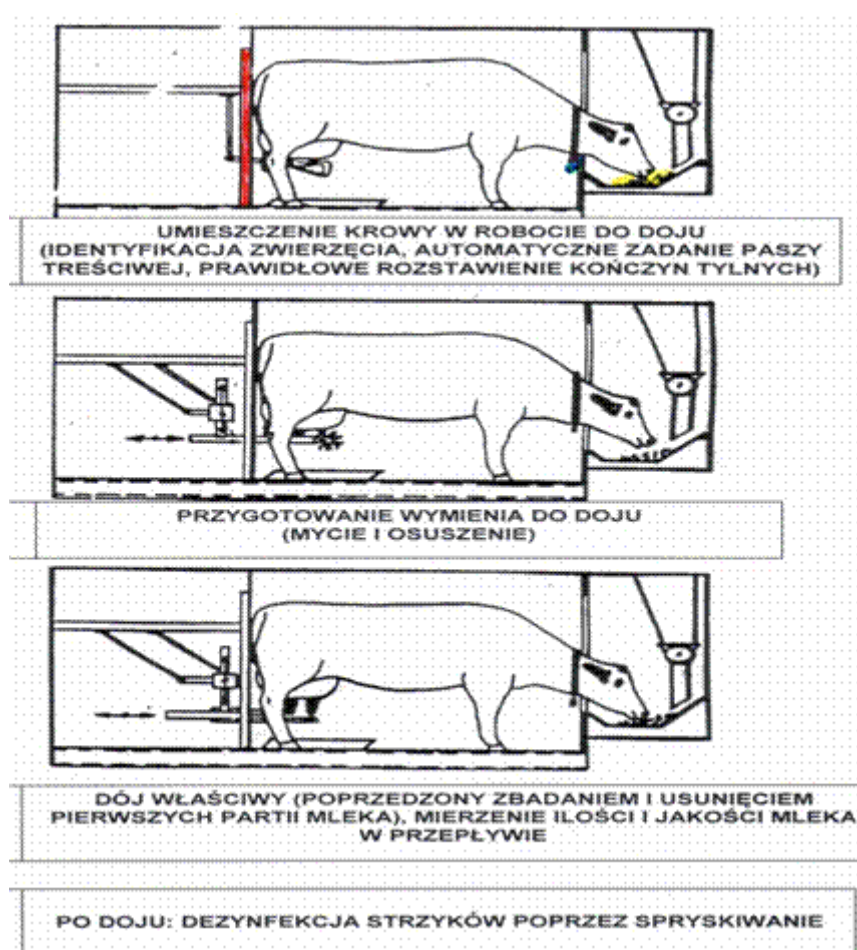 UMIESZCZENIE KROWY W ROBOCIE DO DOJU
(IDENTYFIKACJA ZWIERZĘCIA, AUTOMATYCZNE ZADANIE PASZY
TREŚCIWEJ, PRAWIDŁOWE ROZSTAWIENIE KOŃCZYN TYLNYCH)
PRZYGOTOWANIE WYMIENIA DO DOJU
(MYCIE I OSUSZENIE)
DÓJ WŁAŚCIWY (POPRZEDZONY ZBADANIEM I USUNIĘCIEM
PIERWSZYCH PARTII MLEKA), MIERZENIE ILOŚCI I JAKOŚCI MLEKA
W PRZEPŁYWIE
PO DOJU: DEZYNFEKCJA STRZYKÓW POPRZEZ SPRYSKIWANIE